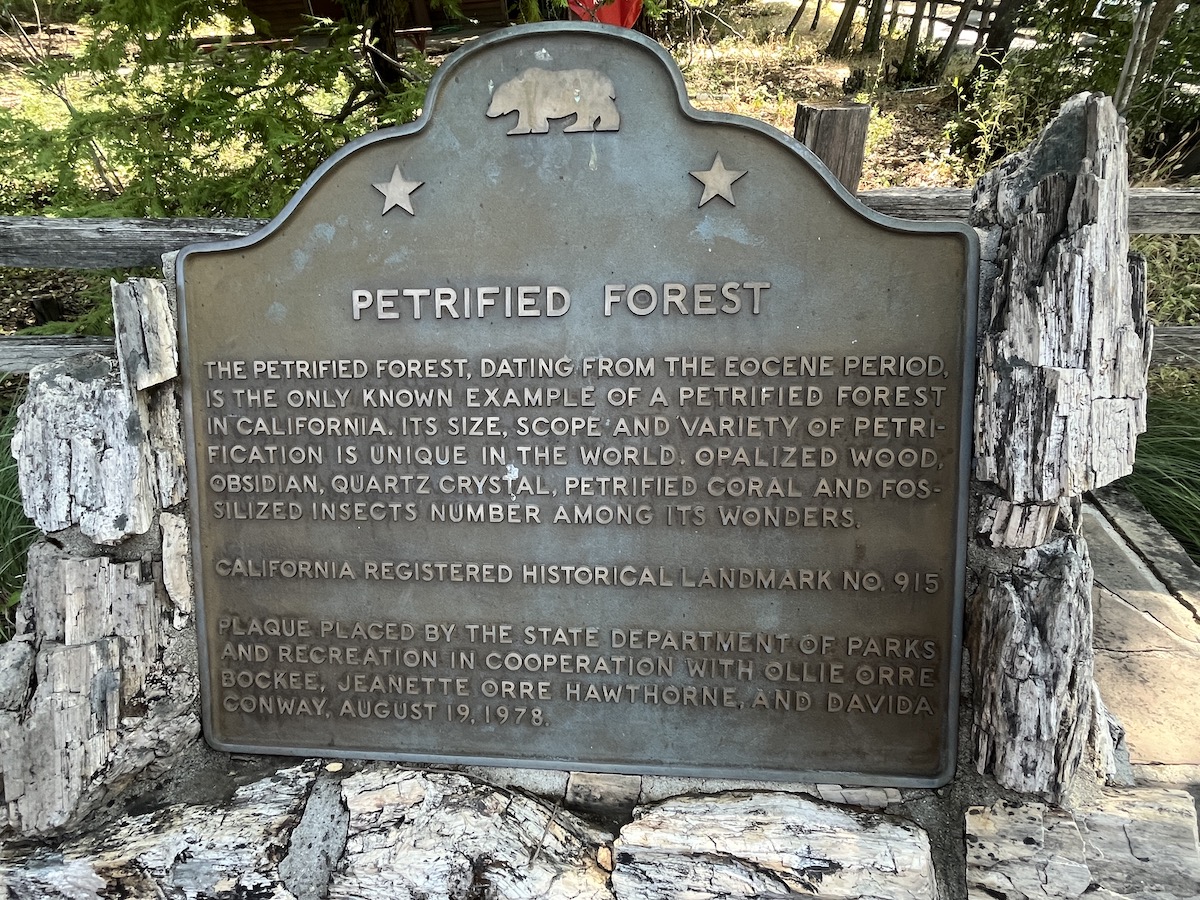 PETRIFIED FOREST
THE PETRIFIED FOREST, DATING FROM THE EOCENE PERIOD,
IS THE ONLY KNOWN EXAMPLE OF A PETRIFIED FOREST
IN CALIFORNIA. ITS SIZE, SCOPE AND VARIETY OF PETRI-
FICATION IS UNIQUE IN THE WORLD. OPALIZED WOOD,
OBSIDIAN, QUARTZ CRYSTAL, PETRIFIED CORAL AND FOS-
SILIZED INSECTS NUMBER AMONG ITS WONDERS.
CALIFORNIA REGISTERED HISTORICAL LANDMARK NO. 915
PLAQUE PLACED BY THE STATE DEPARTMENT OF PARKS
AND RECREATION IN COOPERATION WITH OLLIE ORRE
BOCKEE, JEANETTE ORRE HAWTHORNE, AND DAVIDA
CONWAY, AUGUST 19, 1978.